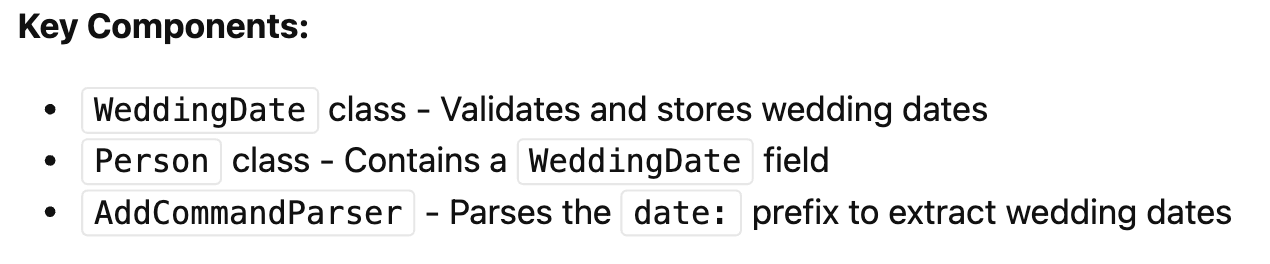 Key Components:
• WeddingDate class - Validates and stores wedding dates
• Person class - Contains a WeddingDate field
• AddCommandParser - Parses the date: prefix to extract wedding dates